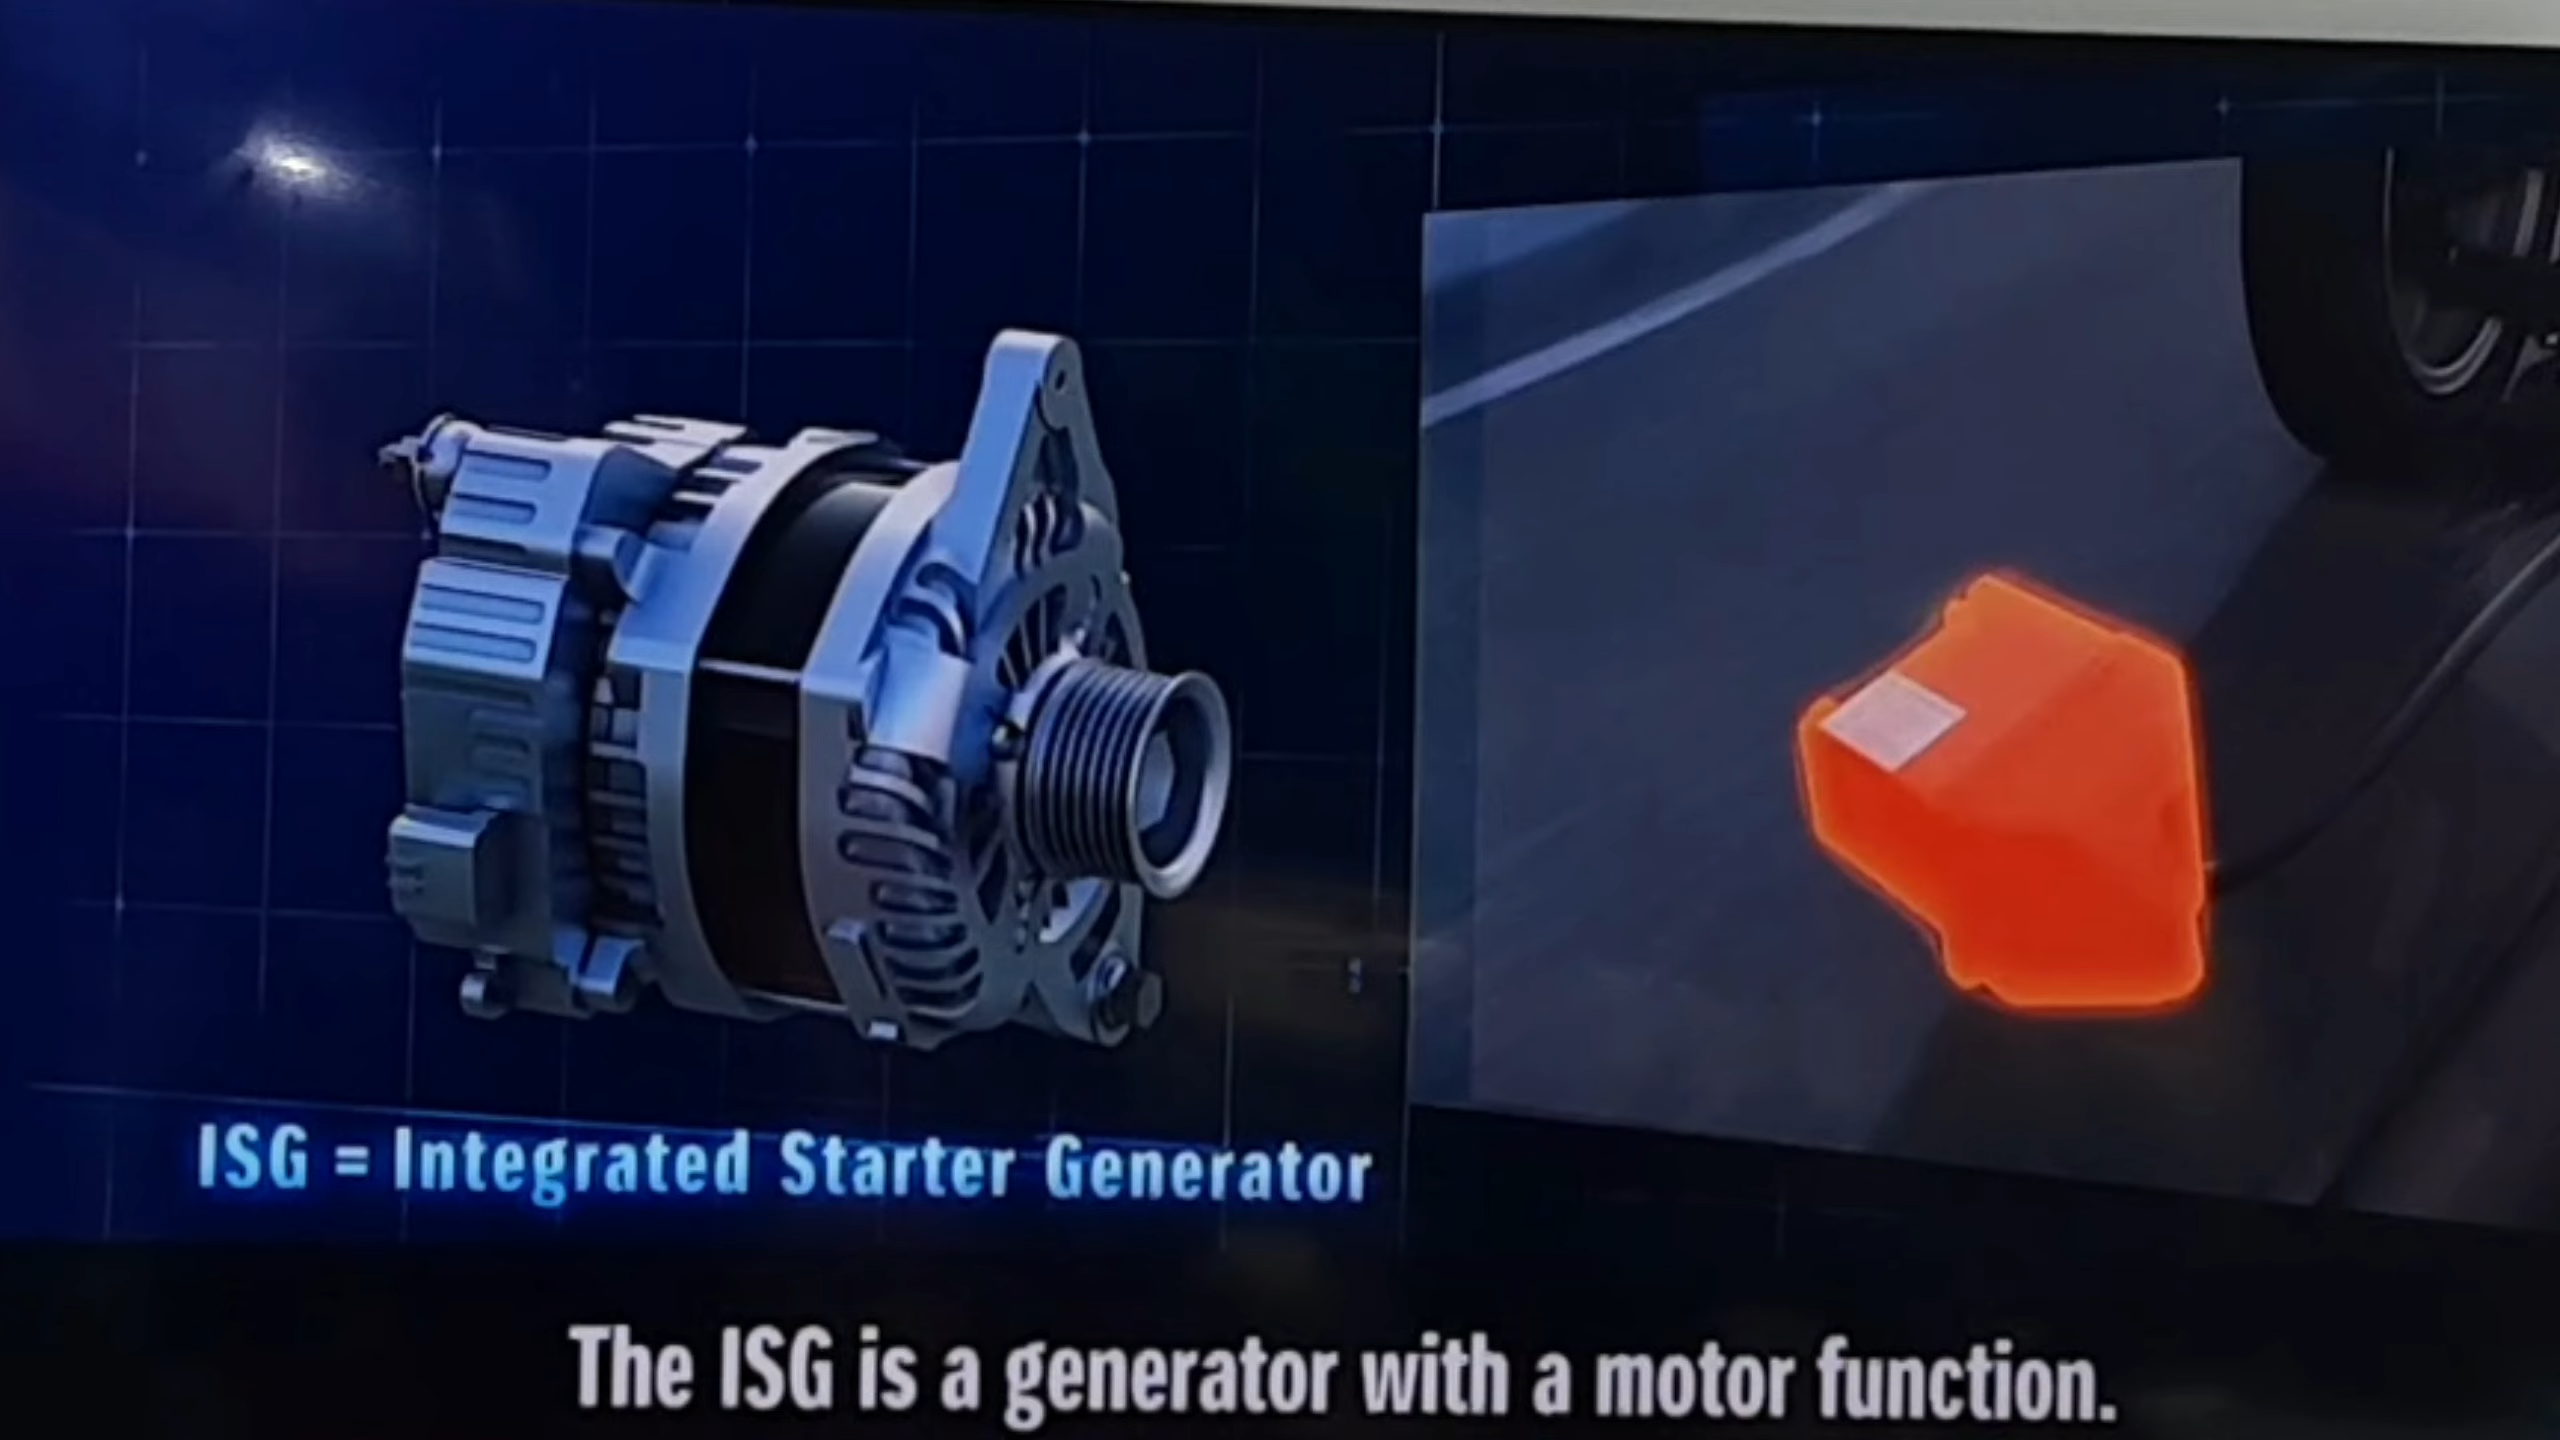 ISG = Integrated Starter Generator
The ISG is a generator with a motor function.